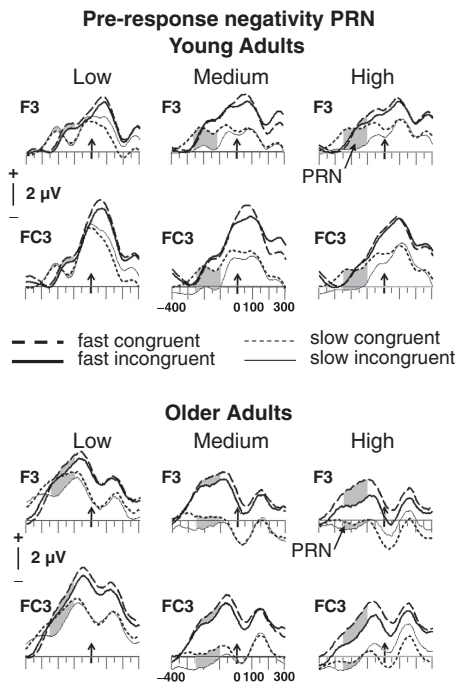 Pre-response negativity PRN
Young Adults
Low Medium High
F3 F3 F3
PRN
+
2 µV
–
FC3 FC3 FC3
–400 0 100 300
fast congruent slow congruent
fast incongruent slow incongruent
Older Adults
Low Medium High
F3 F3 F3
PRN
+
2 µV
–
FC3 FC3 FC3
–400 0 100 300